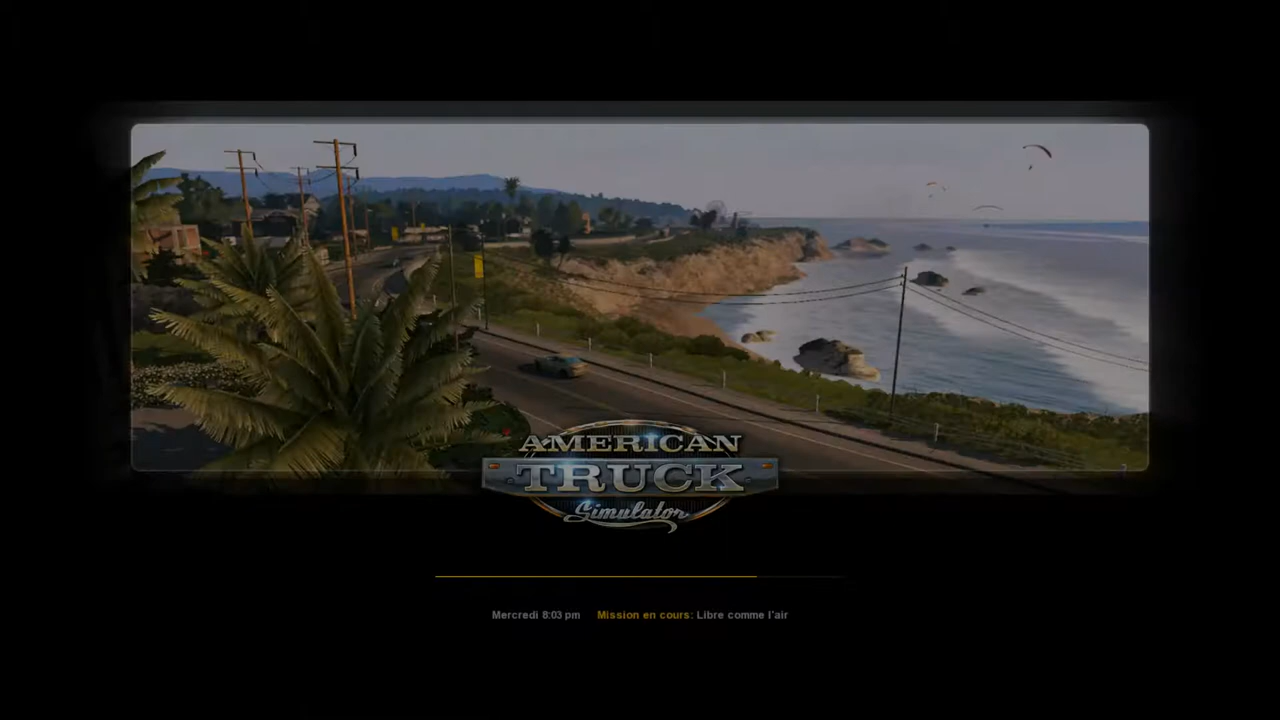 AMERICAN
TRUCK
Simulator
Mercredi 8:03 pm Mission en cours: Libre comme l'air